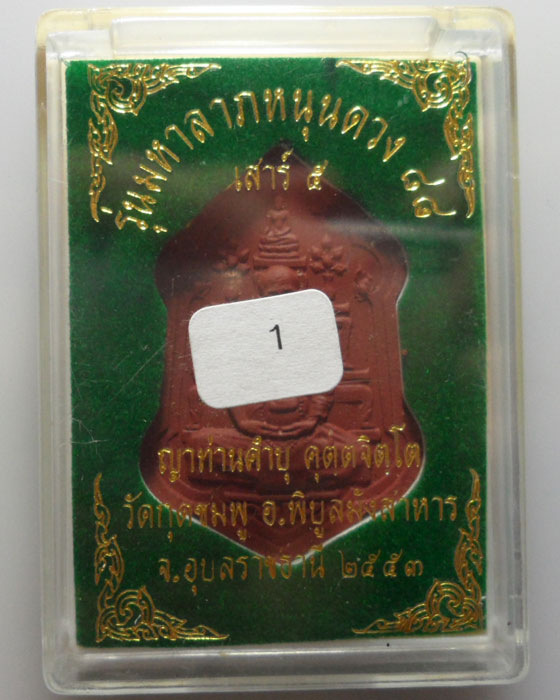 รุ่นมหาลาภหนุนดวง ๘๘
เสาร์ ๕
1
ญาท่านคำบุ คุตตจิตโต
วัดกุดชมพู อ.พิบูลมังสาหาร
จ.อุบลราชธานี ๒๕๕๓